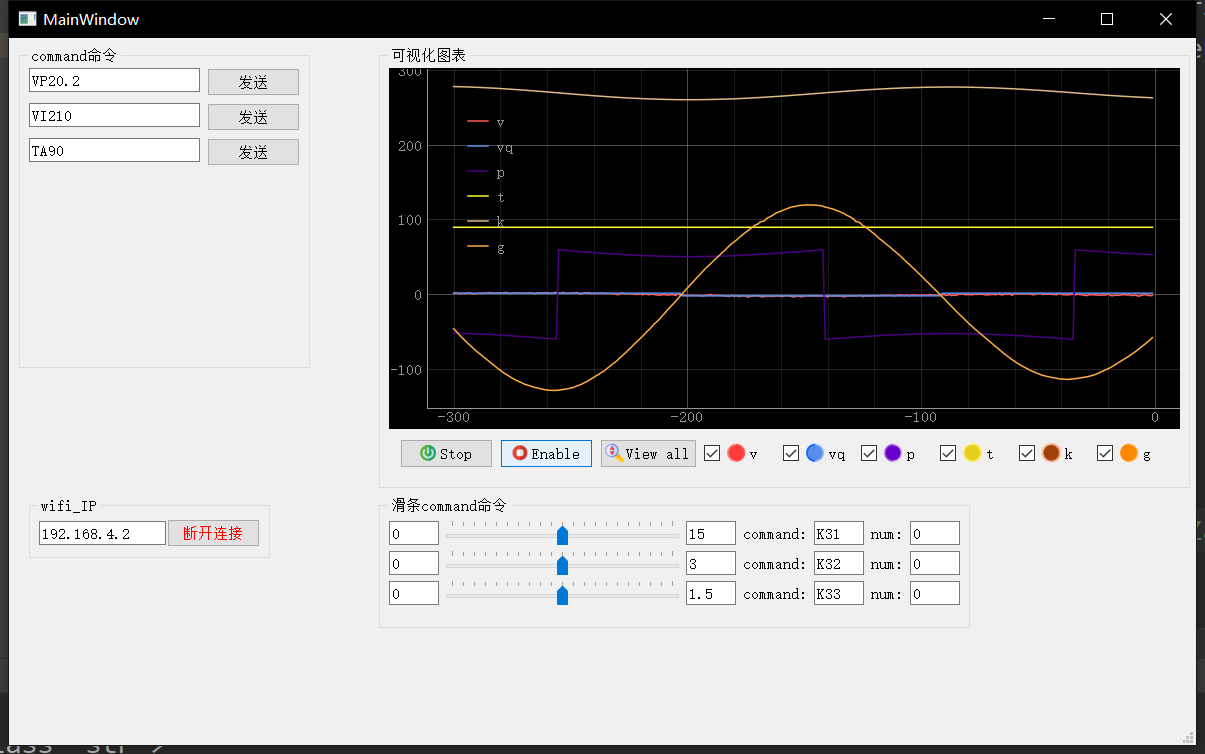 MainWindow
command命令
VP20.2 发送
VI210 发送
TA90 发送
可视化图表
300
200
100
0
-100
v
vq
p
t
k
g
-300 -200 -100 0
Stop Enable View all v vq p t k g
wifi_IP
192.168.4.2 断开连接
滑条command命令
0 15 command: K31 num: 0
0 3 command: K32 num: 0
0 1.5 command: K33 num: 0